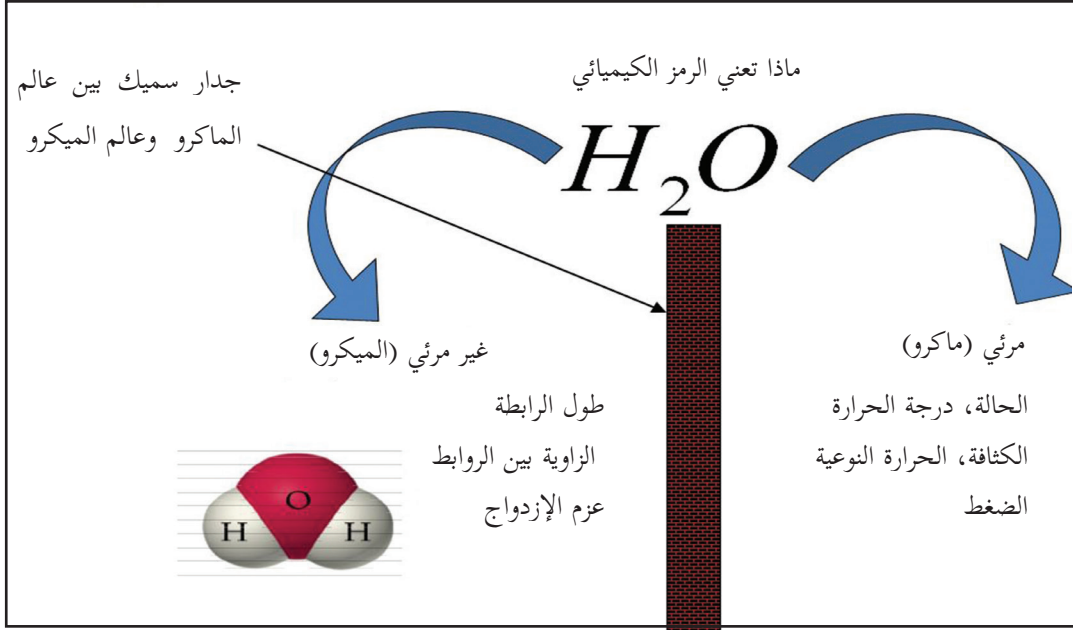 ماذا تعني الرمز الكيميائي
H₂O
جدار سميك بين عالم
الماكرو وعالم الميكرو
مرئي (ماكرو)
الحالة، درجة الحرارة
الكثافة، الحرارة النوعية
الضغط
غير مرئي (الميكرو)
طول الرابطة
الزاوية بين الروابط
عزم الإزدواج
H O H